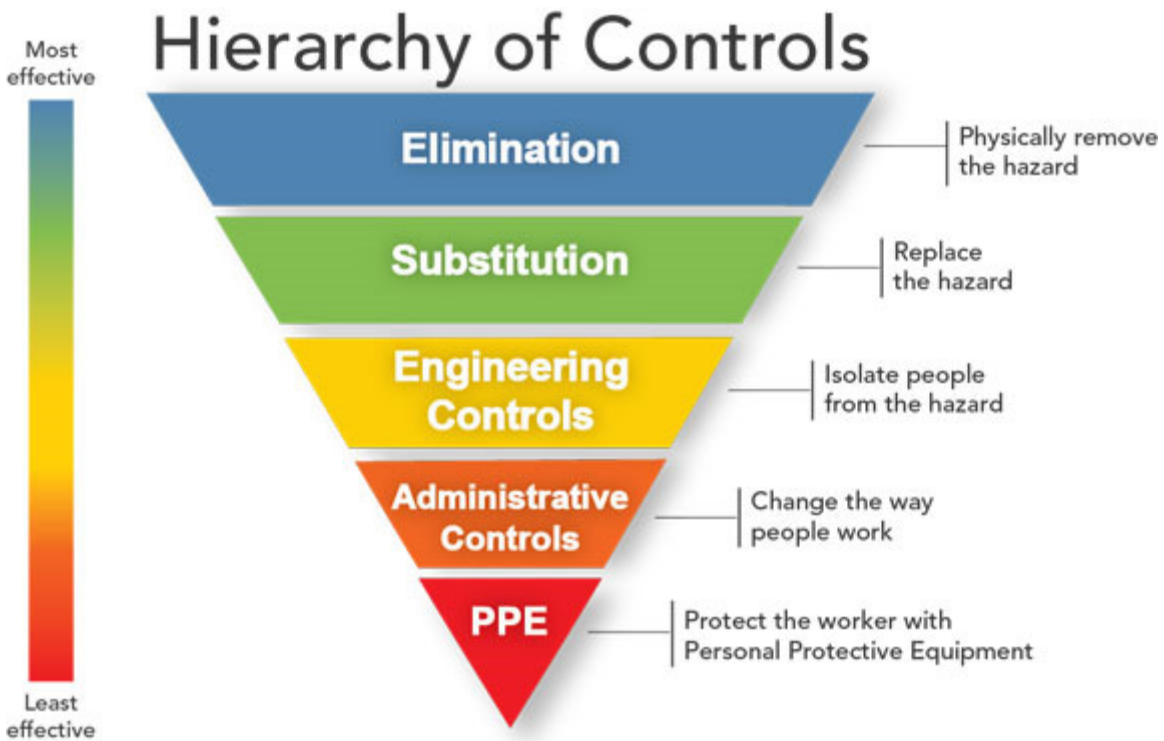 Hierarchy of Controls
Most
effective
Elimination
Physically remove
the hazard
Substitution
Replace
the hazard
Engineering
Controls
Isolate people
from the hazard
Administrative
Controls
Change the way
people work
PPE
Protect the worker with
Personal Protective Equipment
Least
effective